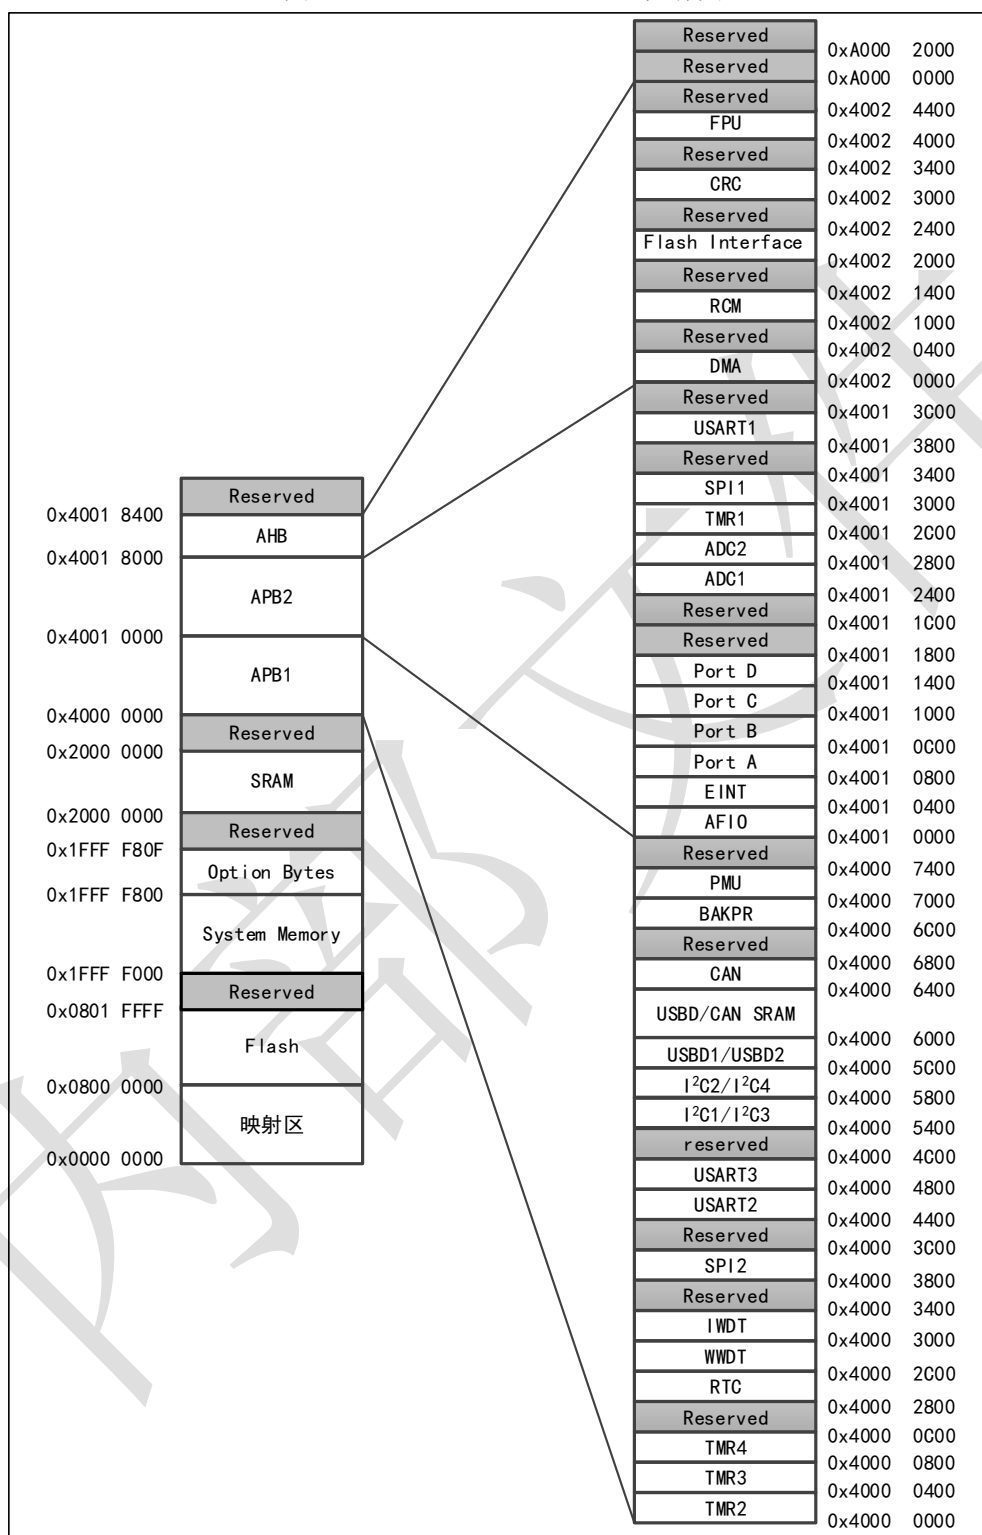 Reserved
0xA000 2000
Reserved
0xA000 0000
Reserved
0x4002 4400
FPU
0x4002 4000
Reserved
0x4002 3400
CRC
0x4002 3000
Reserved
0x4002 2400
Flash Interface
0x4002 2000
Reserved
0x4002 1400
RCM
0x4002 1000
Reserved
0x4002 0400
DMA
0x4002 0000
Reserved
0x4001 3C00
USART1
0x4001 3800
Reserved
0x4001 3400
SPI1
0x4001 3000
TMR1
0x4001 2C00
ADC2
0x4001 2800
ADC1
0x4001 2400
Reserved
0x4001 1C00
Reserved
0x4001 1800
Port D
0x4001 1400
Port C
0x4001 1000
Port B
0x4001 0C00
Port A
0x4001 0800
EINT
0x4001 0400
AFIO
0x4001 0000
Reserved
0x4000 7400
PMU
0x4000 7000
BAKPR
0x4000 6C00
Reserved
0x4000 6800
CAN
0x4000 6400
USBD/CAN SRAM
0x4000 6000
USBD1/USBD2
0x4000 5C00
I²C2/I²C4
0x4000 5800
I²C1/I²C3
0x4000 5400
reserved
0x4000 4C00
USART3
0x4000 4800
USART2
0x4000 4400
Reserved
0x4000 3C00
SPI2
0x4000 3800
Reserved
0x4000 3400
IWDT
0x4000 3000
WWDT
0x4000 2C00
RTC
0x4000 2800
Reserved
0x4000 0C00
TMR4
0x4000 0800
TMR3
0x4000 0400
TMR2
0x4000 0000
Reserved
0x4001 8400
AHB
0x4001 8000
APB2
0x4001 0000
APB1
0x4000 0000
Reserved
0x2000 0000
SRAM
0x2000 0000
Reserved
0x1FFF F80F
Option Bytes
0x1FFF F800
System Memory
0x1FFF F000
Reserved
0x0801 FFFF
Flash
0x0800 0000
映射区
0x0000 0000
内部文件